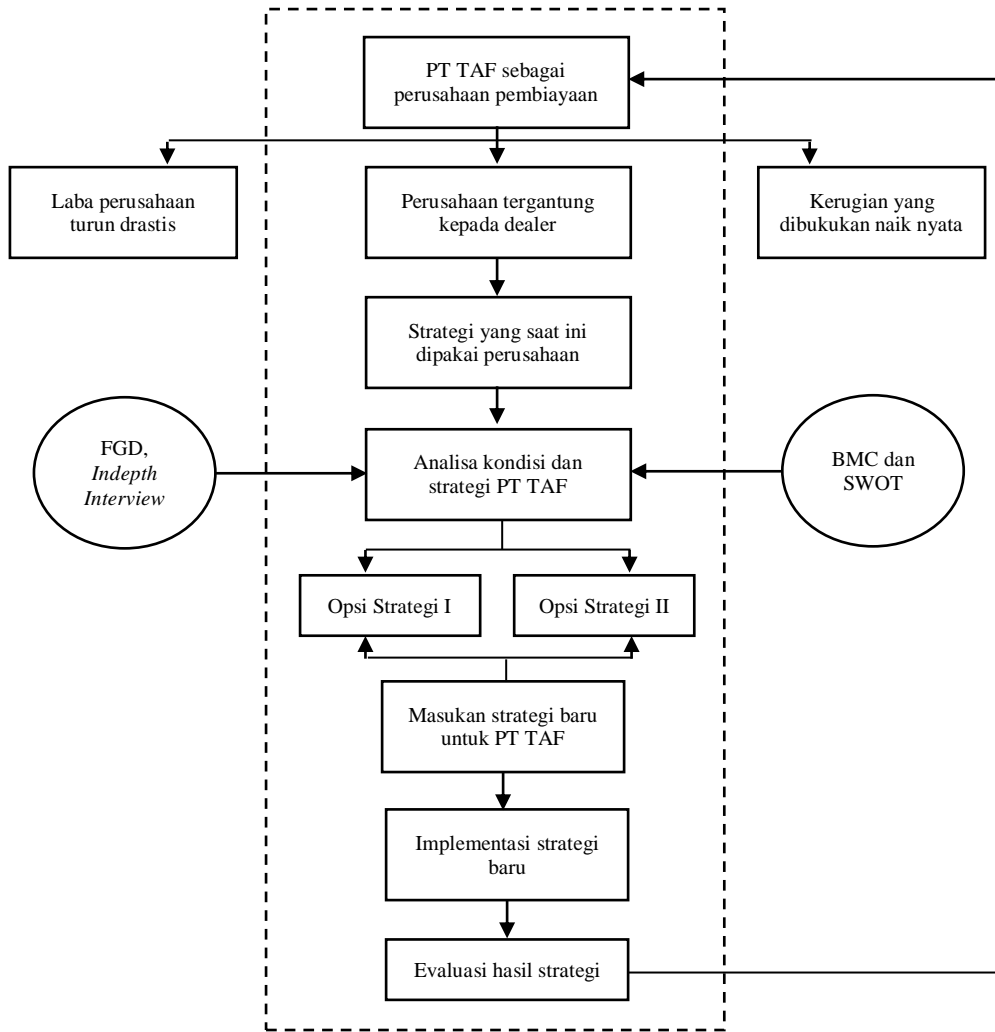 PT TAF sebagai
perusahaan pembiayaan
Laba perusahaan
turun drastis
Perusahaan tergantung
kepada dealer
Kerugian yang
dibukukan naik nyata
Strategi yang saat ini
dipakai perusahaan
FGD,
Indepth
Interview
Analisa kondisi dan
strategi PT TAF
BMC dan
SWOT
Opsi Strategi I
Opsi Strategi II
Masukan strategi baru
untuk PT TAF
Implementasi strategi
baru
Evaluasi hasil strategi